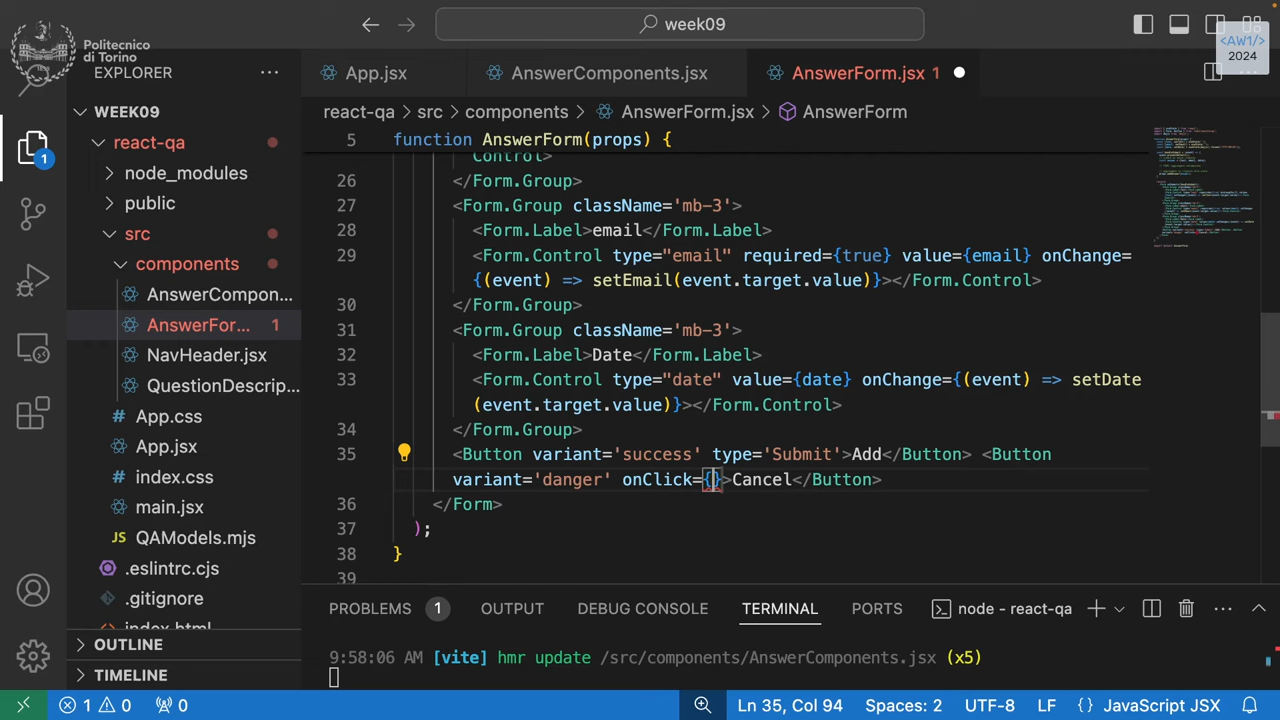 week09
Politecnico
di Torino
<AW1/>
2024
EXPLORER
App.jsx
AnswerComponents.jsx
AnswerForm.jsx 1
WEEK09
react-qa > src > components > AnswerForm.jsx > AnswerForm
react-qa
node_modules
public
src
components
AnswerCompon...
AnswerFor... 1
NavHeader.jsx
QuestionDescrip...
App.css
App.jsx
index.css
main.jsx
QAModels.mjs
.eslintrc.cjs
.gitignore
index.html
OUTLINE
TIMELINE
1
5 function AnswerForm(props) {
Control>
26 </Form.Group>
27 <Form.Group className='mb-3'>
28 <Form.Label>email</Form.Label>
29 <Form.Control type="email" required={true} value={email} onChange=
{(event) => setEmail(event.target.value)}></Form.Control>
30 </Form.Group>
31 <Form.Group className='mb-3'>
32 <Form.Label>Date</Form.Label>
33 <Form.Control type="date" value={date} onChange={(event) => setDate
(event.target.value)}></Form.Control>
34 </Form.Group>
35 <Button variant='success' type='Submit'>Add</Button> <Button
variant='danger' onClick={}>Cancel</Button>
36 </Form>
37 );
38 }
39
PROBLEMS 1 OUTPUT DEBUG CONSOLE TERMINAL PORTS node - react-qa
9:58:06 AM [vite] hmr update /src/components/AnswerComponents.jsx (x5)
1 0 0 Ln 35, Col 94 Spaces: 2 UTF-8 LF {} JavaScript JSX